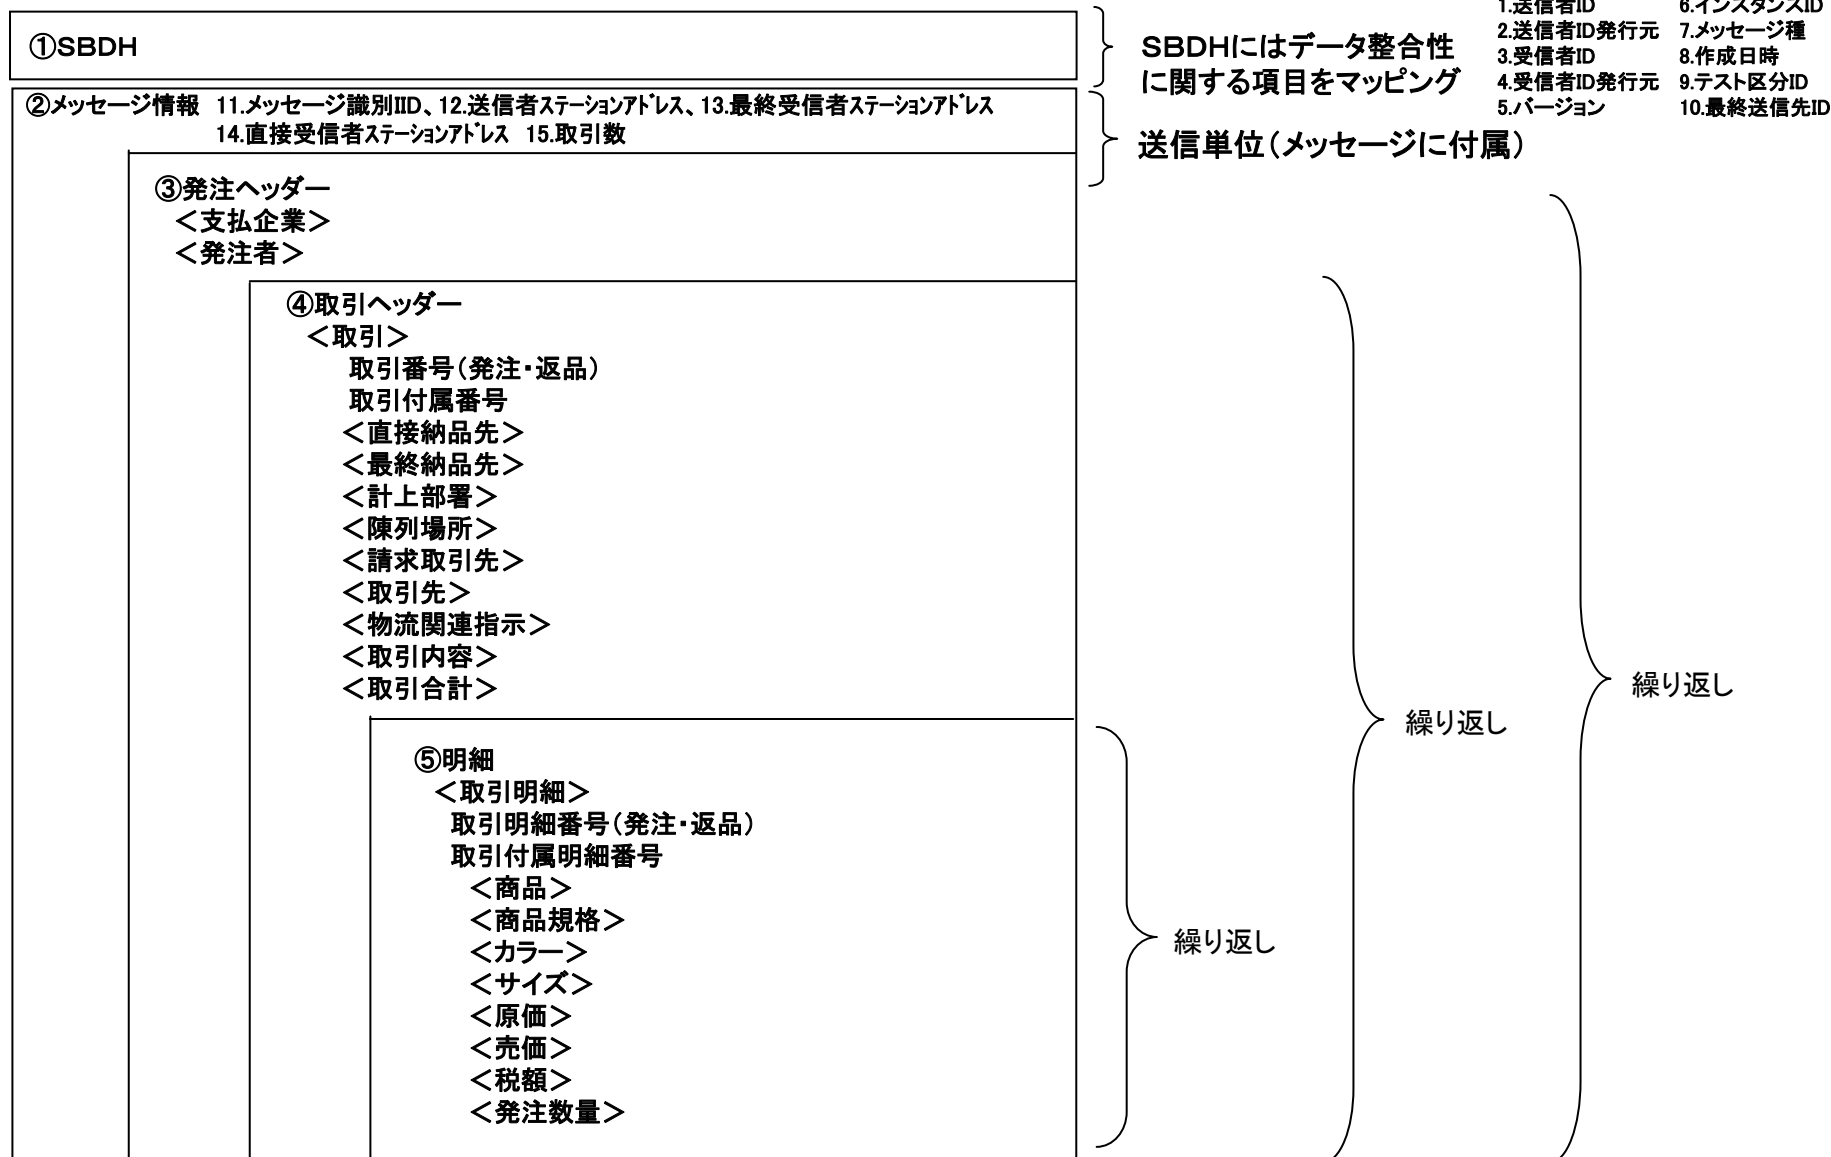 ①SBDH
SBDHにはデータ整合性
に関する項目をマッピング
1.送信者ID
2.送信者ID発行元
3.受信者ID
4.受信者ID発行元
5.バージョン
6.インスタンスID
7.メッセージ種
8.作成日時
9.テスト区分ID
10.最終送信先ID
②メッセージ情報 11.メッセージ識別IID、12.送信者ステーションアドレス、13.最終受信者ステーションアドレス
14.直接受信者ステーションアドレス 15.取引数
送信単位(メッセージに付属)
③発注ヘッダー
<支払企業>
<発注者>
④取引ヘッダー
<取引>
取引番号(発注・返品)
取引付属番号
<直接納品先>
<最終納品先>
<計上部署>
<陳列場所>
<請求取引先>
<取引先>
<物流関連指示>
<取引内容>
<取引合計>
繰り返し
繰り返し
⑤明細
<取引明細>
取引明細番号(発注・返品)
取引付属明細番号
<商品>
<商品規格>
<カラー>
<サイズ>
<原価>
<売価>
<税額>
<発注数量>
繰り返し